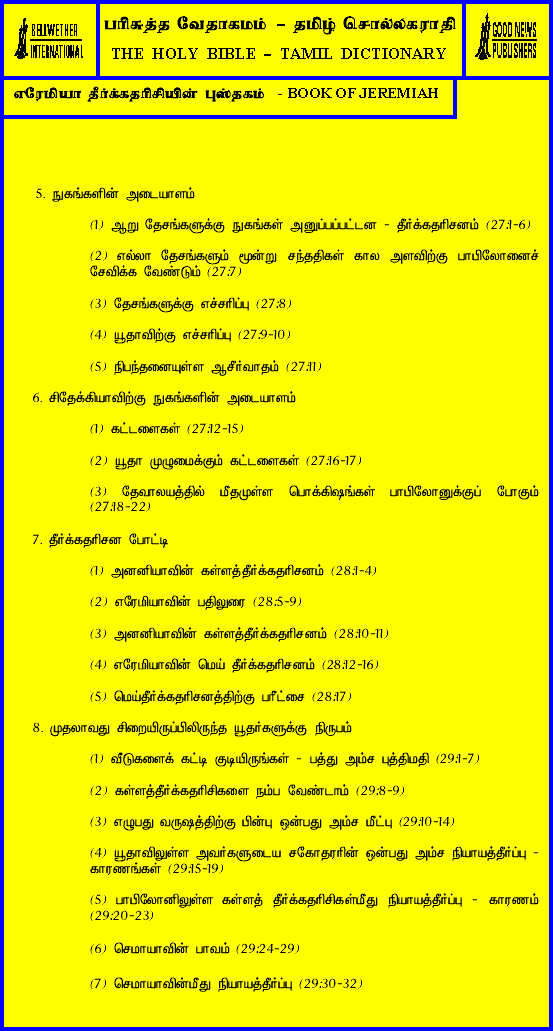 BELLWETHER
INTERNATIONAL
பரிசுத்த வேதாகமம் – தமிழ் சொல்லகராதி
THE HOLY BIBLE – TAMIL DICTIONARY
GOOD NEWS
PUBLISHERS
எரேமியா தீர்க்கதரிசியின் புஸ்தகம் - BOOK OF JEREMIAH
5. நுகங்களின் அடையாளம்
(1) ஆறு தேசங்களுக்கு நுகங்கள் அனுப்பப்பட்டன - தீர்க்கதரிசனம் (27:1-6)
(2) எல்லா தேசங்களும் மூன்று சந்ததிகள் கால அளவிற்கு பாபிலோனைச்
சேவிக்க வேண்டும் (27:7)
(3) தேசங்களுக்கு எச்சரிப்பு (27:8)
(4) யூதாவிற்கு எச்சரிப்பு (27:9-10)
(5) நிபந்தனையுள்ள ஆசீர்வாதம் (27:11)
6. சிதேக்கியாவிற்கு நுகங்களின் அடையாளம்
(1) கட்டளைகள் (27:12-15)
(2) யூதா முழுமைக்கும் கட்டளைகள் (27:16-17)
(3) தேவாலயத்தில் மீதமுள்ள பொக்கிஷங்கள் பாபிலோனுக்குப் போகும்
(27:18-22)
7. தீர்க்கதரிசன போட்டி
(1) அனனியாவின் கள்ளத்தீர்க்கதரிசனம் (28:1-4)
(2) எரேமியாவின் பதிலுரை (28:5-9)
(3) அனனியாவின் கள்ளத்தீர்க்கதரிசனம் (28:10-11)
(4) எரேமியாவின் மெய் தீர்க்கதரிசனம் (28:12-16)
(5) மெய்தீர்க்கதரிசனத்திற்கு பரீட்சை (28:17)
8. முதலாவது சிறையிருப்பிலிருந்த யூதர்களுக்கு நிருபம்
(1) வீடுகளைக் கட்டி குடியிருங்கள் - பத்து அம்ச புத்திமதி (29:1-7)
(2) கள்ளத்தீர்க்கதரிசிகளை நம்ப வேண்டாம் (29:8-9)
(3) எழுபது வருஷத்திற்கு பின்பு ஒன்பது அம்ச மீட்பு (29:10-14)
(4) யூதாவிலுள்ள அவர்களுடைய சகோதரரின் ஒன்பது அம்ச நியாயத்தீர்ப்பு -
காரணங்கள் (29:15-19)
(5) பாபிலோனிலுள்ள கள்ளத் தீர்க்கதரிசிகள்மீது நியாயத்தீர்ப்பு - காரணம்
(29:20-23)
(6) செமாயாவின் பாவம் (29:24-29)
(7) செமாயாவின்மீது நியாயத்தீர்ப்பு (29:30-32)